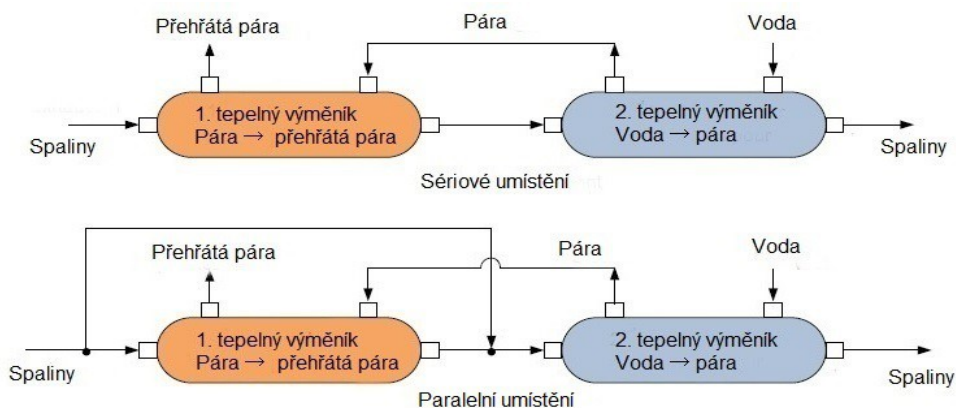 Přehřátá pára
Pára
Voda
1. tepelný výměník
Pára → přehřátá pára
2. tepelný výměník
Voda → pára
Spaliny
Spaliny
Sériové umístění
Přehřátá pára
Pára
Voda
1. tepelný výměník
Pára → přehřátá pára
2. tepelný výměník
Voda → pára
Spaliny
Spaliny
Paralelní umístění